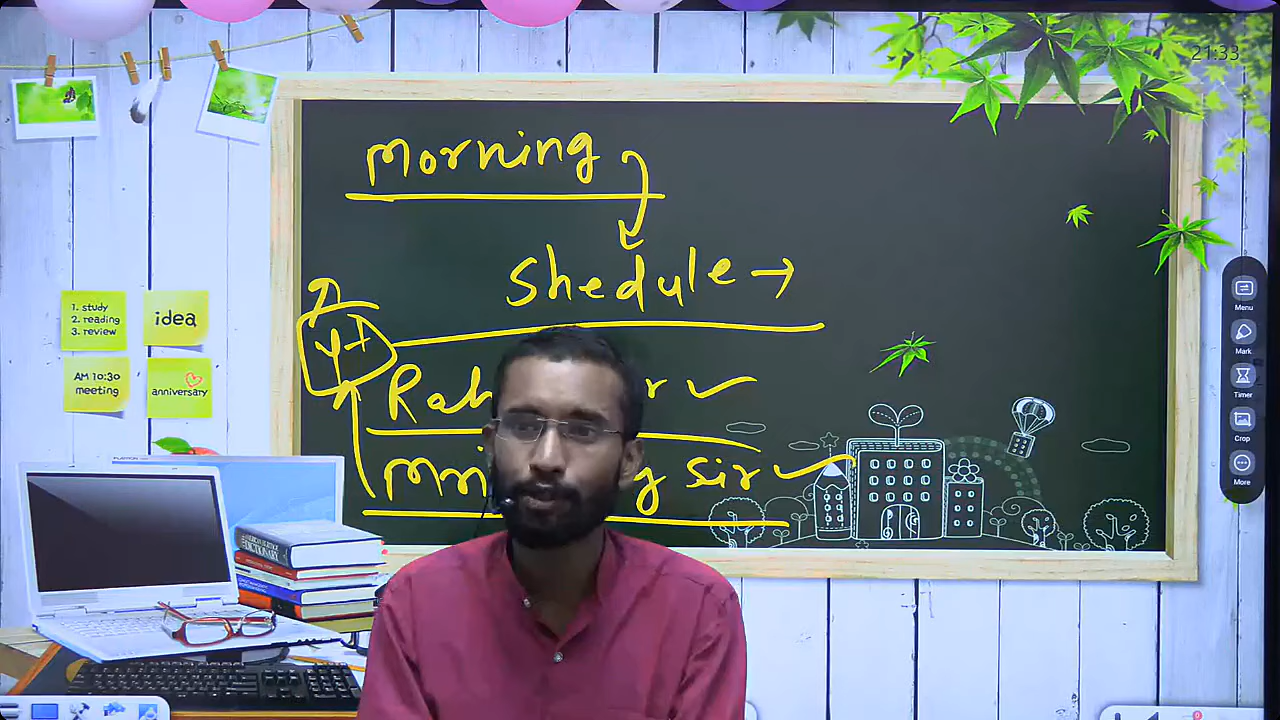 21:33
Morning
Shedule →
YT
sir ✓
1. study
2. reading
3. review
idea
AM 10:30
meeting
anniversary
DICTIONARY
Menu
Mark
Timer
Crop
More